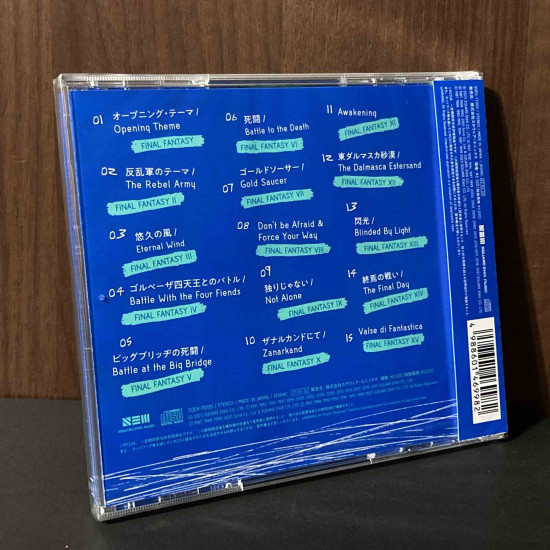 01 オープニング・テーマ/
Opening Theme
FINAL FANTASY
02 反乱軍のテーマ/
The Rebel Army
FINAL FANTASY II
03 悠久の風/
Eternal Wind
FINAL FANTASY III
04 ゴルベーザ四天王とのバトル/
Battle With the Four Fiends
FINAL FANTASY IV
05
ビッグブリッヂの死闘/
Battle at the Big Bridge
FINAL FANTASY V
06 死闘/
Battle to the Death
FINAL FANTASY VI
07 ゴールドソーサー/
Gold Saucer
FINAL FANTASY VII
08 Don't be Afraid &
Force Your Way
FINAL FANTASY VIII
09
独りじゃない/
Not Alone
FINAL FANTASY IX
10 ザナルカンドにて/
Zanarkand
FINAL FANTASY X
11 Awakening
FINAL FANTASY XI
12 東ダルマスカ砂漠/
The Dalmasca Estersand
FINAL FANTASY XII
13
閃光/
Blinded By Light
FINAL FANTASY XIII
14 終焉の戦い/
The Final Day
FINAL FANTASY XIV
15 Valse di Fantastica
FINAL FANTASY XV
SQUARE ENIX MUSIC
4988601469982